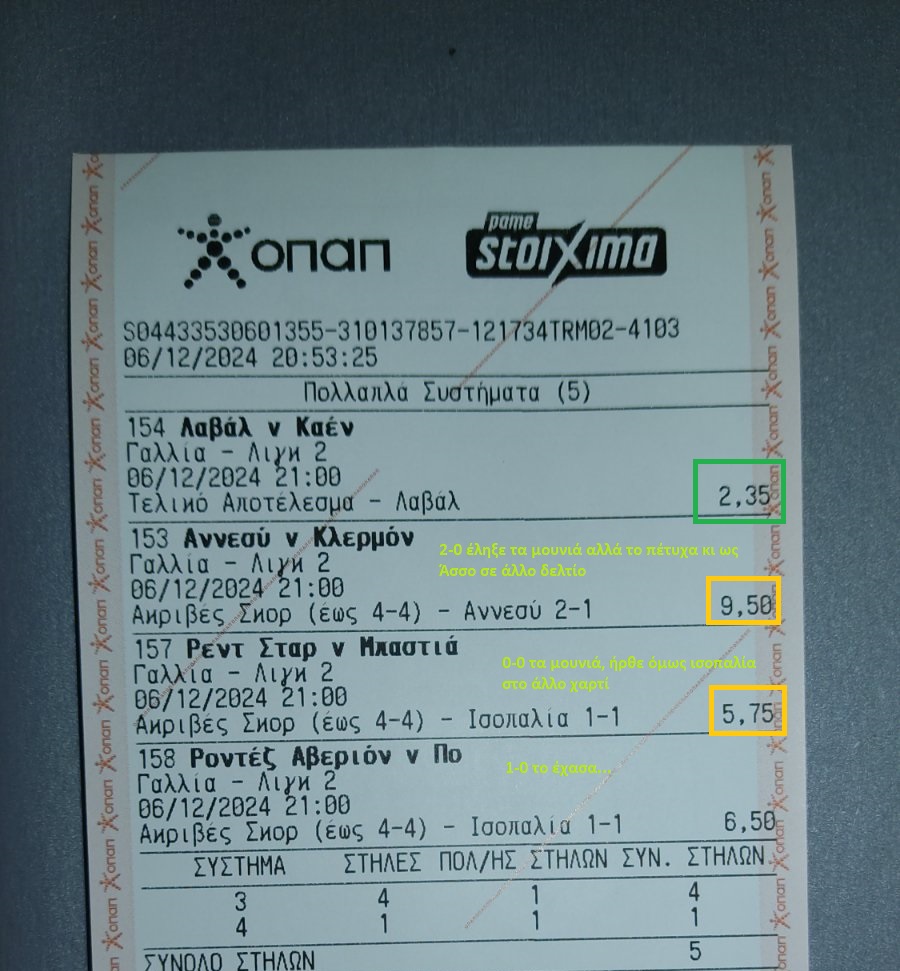 οπαπ
pame
stoixima
S04433530601355-310137857-121734TRM02-4103
06/12/2024 20:53:25
Πολλαπλά Συστήματα (5)
154 Λαβάλ v Καέν
Γαλλία - Λιγκ 2
06/12/2024 21:00
Τελικό Αποτέλεσμα - Λαβάλ 2,35
153 Αννεσύ v Κλερμόν
Γαλλία - Λιγκ 2
2-0 έληξε τα μουνιά αλλά το πέτυχα κι ως
Άσσο σε άλλο δελτίο
06/12/2024 21:00
Ακριβές Σκορ (έως 4-4) - Αννεσύ 2-1 9,50
157 Ρεντ Σταρ v Μπαστιά
Γαλλία - Λιγκ 2
0-0 τα μουνιά, ήρθε όμως ισοπαλία
στο άλλο χαρτί
06/12/2024 21:00
Ακριβές Σκορ (έως 4-4) - Ισοπαλία 1-1 5,75
158 Ροντέζ Αβεριόν v Πο
Γαλλία - Λιγκ 2
1-0 το έχασα...
06/12/2024 21:00
Ακριβές Σκορ (έως 4-4) - Ισοπαλία 1-1 6,50
ΣΥΣΤΗΜΑ ΣΤΗΛΕΣ ΠΟΛ/ΗΣ ΣΤΗΛΩΝ ΣΥΝ. ΣΤΗΛΩΝ
3 4 1 4
4 1 1 1
ΣΥΝΟΛΟ ΣΤΗΛΩΝ 5